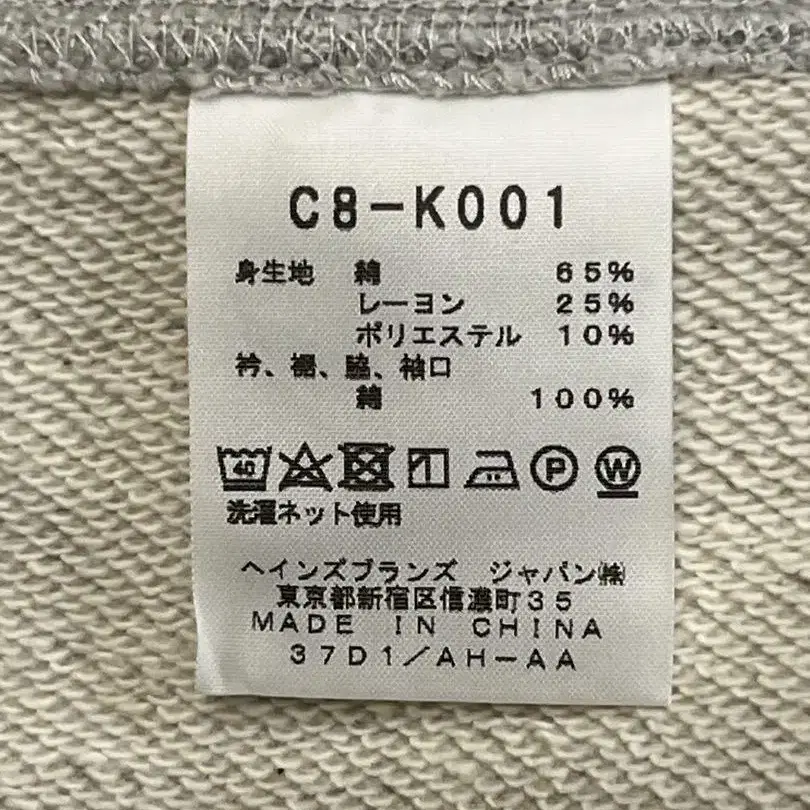 C8-K001
身生地 綿 65%
レーヨン 25%
ポリエステル 10%
衿、裾、脇、袖口
綿 100%
40 P W
洗濯ネット使用
ヘインズブランズ ジャパン㈱
東京都新宿区信濃町35
MADE IN CHINA
37D1/AH-AA